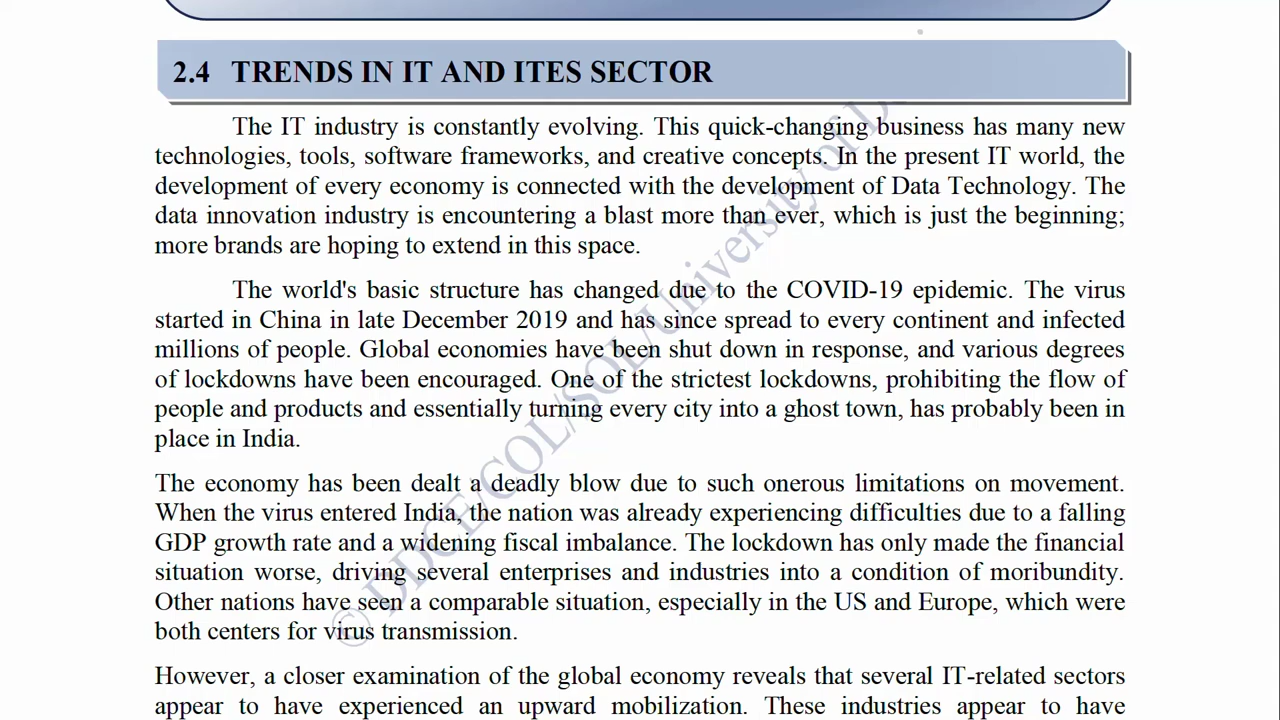 2.4 TRENDS IN IT AND ITES SECTOR
The IT industry is constantly evolving. This quick-changing business has many new
technologies, tools, software frameworks, and creative concepts. In the present IT world, the
development of every economy is connected with the development of Data Technology. The
data innovation industry is encountering a blast more than ever, which is just the beginning;
more brands are hoping to extend in this space.
The world's basic structure has changed due to the COVID-19 epidemic. The virus
started in China in late December 2019 and has since spread to every continent and infected
millions of people. Global economies have been shut down in response, and various degrees
of lockdowns have been encouraged. One of the strictest lockdowns, prohibiting the flow of
people and products and essentially turning every city into a ghost town, has probably been in
place in India.
The economy has been dealt a deadly blow due to such onerous limitations on movement.
When the virus entered India, the nation was already experiencing difficulties due to a falling
GDP growth rate and a widening fiscal imbalance. The lockdown has only made the financial
situation worse, driving several enterprises and industries into a condition of moribundity.
Other nations have seen a comparable situation, especially in the US and Europe, which were
both centers for virus transmission.
However, a closer examination of the global economy reveals that several IT-related sectors
appear to have experienced an upward mobilization. These industries appear to have
© DDCE/COL/SOL/University of D